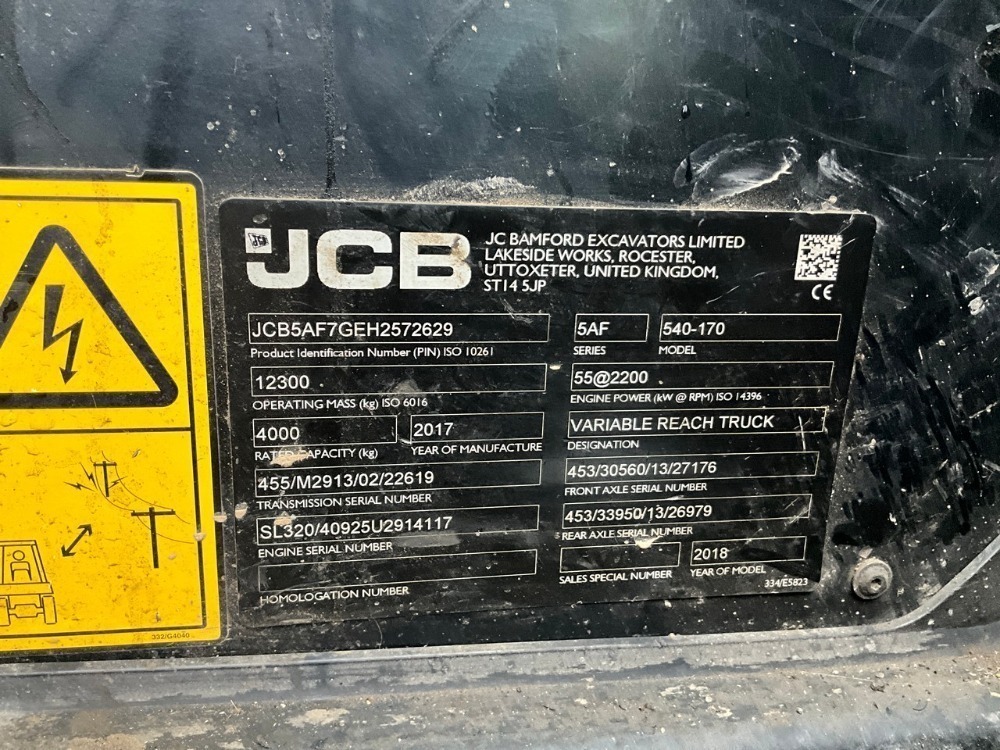 JCB
JC BAMFORD EXCAVATORS LIMITED
LAKESIDE WORKS, ROCESTER,
UTTOXETER, UNITED KINGDOM,
ST14 5JP
CE
JCB5AF7GEH2572629
Product Identification Number (PIN) ISO 10261
5AF
SERIES
540-170
MODEL
12300
OPERATING MASS (kg) ISO 6016
55@2200
ENGINE POWER (kW @ RPM) ISO 14396
4000
RATED CAPACITY (kg)
2017
YEAR OF MANUFACTURE
VARIABLE REACH TRUCK
DESIGNATION
455/M2913/02/22619
TRANSMISSION SERIAL NUMBER
453/30560/13/27176
FRONT AXLE SERIAL NUMBER
SL320/40925U2914117
ENGINE SERIAL NUMBER
453/33950/13/26979
REAR AXLE SERIAL NUMBER
HOMOLOGATION NUMBER
SALES SPECIAL NUMBER
2018
YEAR OF MODEL
334/E5823
332/G4040